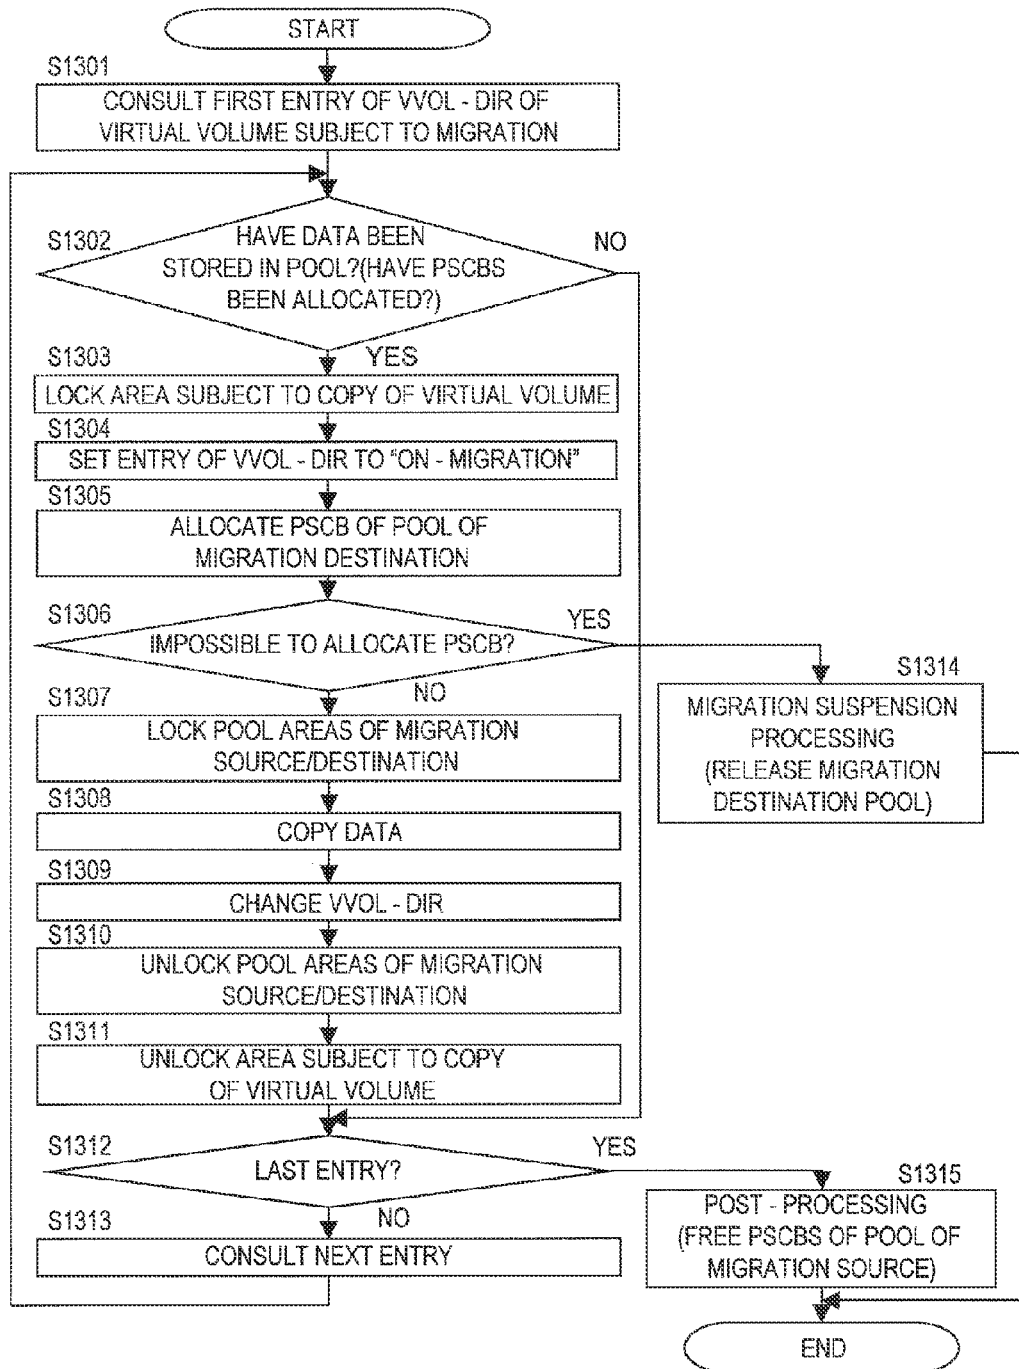 START
S1301
CONSULT FIRST ENTRY OF VVOL - DIR OF
VIRTUAL VOLUME SUBJECT TO MIGRATION
S1302
HAVE DATA BEEN
STORED IN POOL?(HAVE PSCBS
BEEN ALLOCATED?)
NO
S1303
YES
LOCK AREA SUBJECT TO COPY OF VIRTUAL VOLUME
S1304
SET ENTRY OF VVOL - DIR TO “ON - MIGRATION”
S1305
ALLOCATE PSCB OF POOL OF
MIGRATION DESTINATION
S1306
IMPOSSIBLE TO ALLOCATE PSCB?
YES
S1314
MIGRATION SUSPENSION
PROCESSING
(RELEASE MIGRATION
DESTINATION POOL)
S1307
NO
LOCK POOL AREAS OF MIGRATION
SOURCE/DESTINATION
S1308
COPY DATA
S1309
CHANGE VVOL - DIR
S1310
UNLOCK POOL AREAS OF MIGRATION
SOURCE/DESTINATION
S1311
UNLOCK AREA SUBJECT TO COPY
OF VIRTUAL VOLUME
S1312
LAST ENTRY?
YES
S1315
POST - PROCESSING
(FREE PSCBS OF POOL OF
MIGRATION SOURCE)
S1313
NO
CONSULT NEXT ENTRY
END